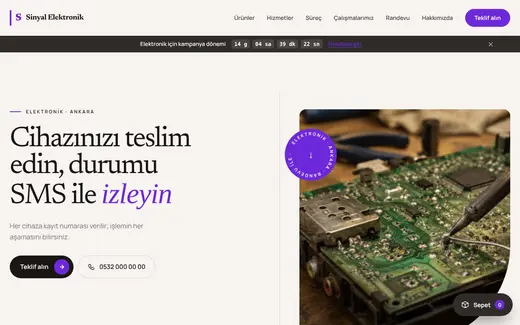 S Sinyal Elektronik
Ürünler Hizmetler Süreç Çalışmalarımız Randevu Hakkımızda Teklif alın
Elektronik için kampanya dönemi 14 g 04 sa 39 dk 22 sn
ELEKTRONİK · ANKARA
Cihazınızı teslim
edin, durumu
SMS ile izleyin
Her cihaza kayıt numarası verilir; işlemin her
aşamasını bilirsiniz.
Teklif alın → 0532 000 00 00
ELEKTRONİK · ANKARA · RANDEVU İLE ·
Sepet 0